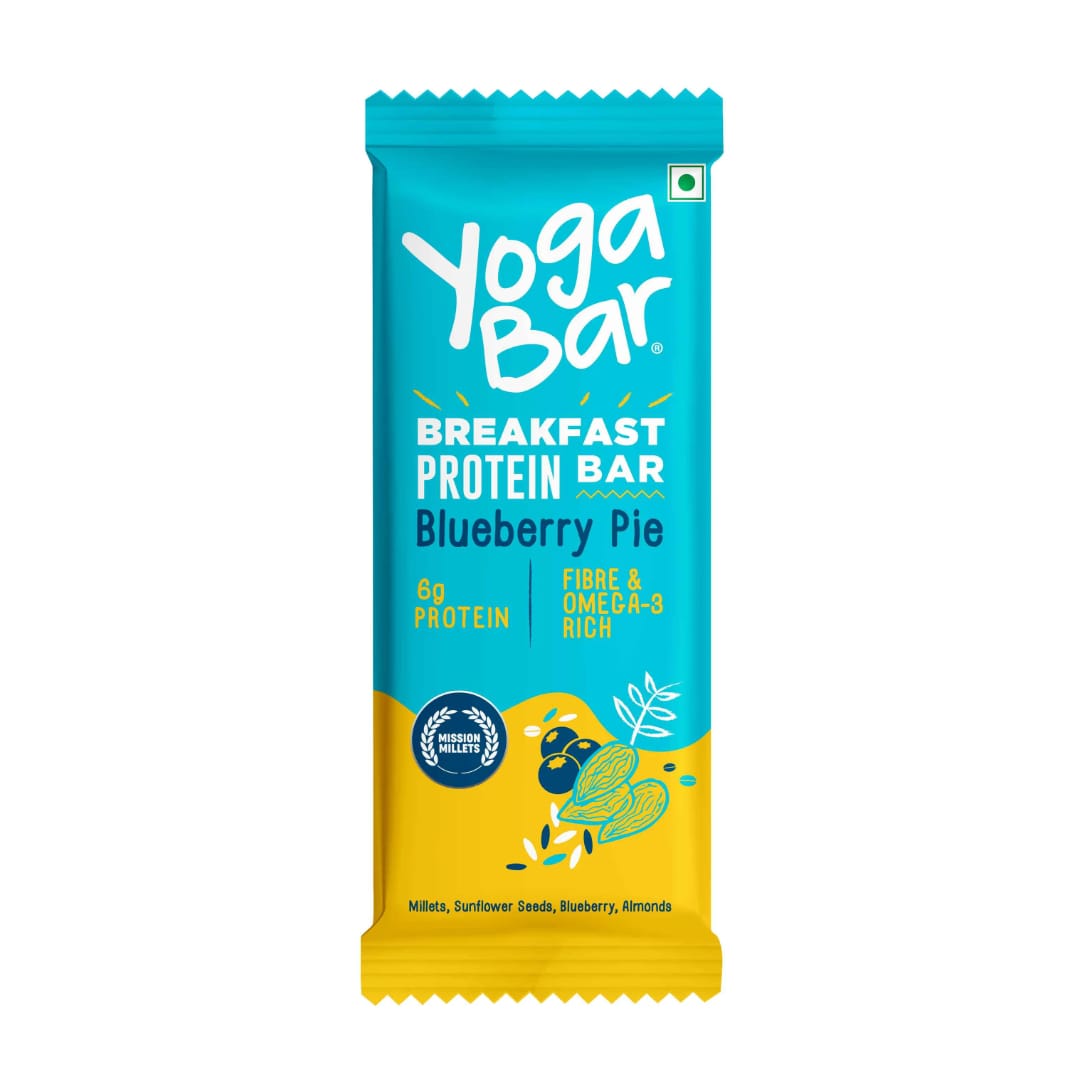 Yoga
Bar®
BREAKFAST
PROTEIN BAR
Blueberry Pie
6g
PROTEIN
FIBRE &
OMEGA-3
RICH
MISSION
MILLETS
Millets, Sunflower Seeds, Blueberry, Almonds